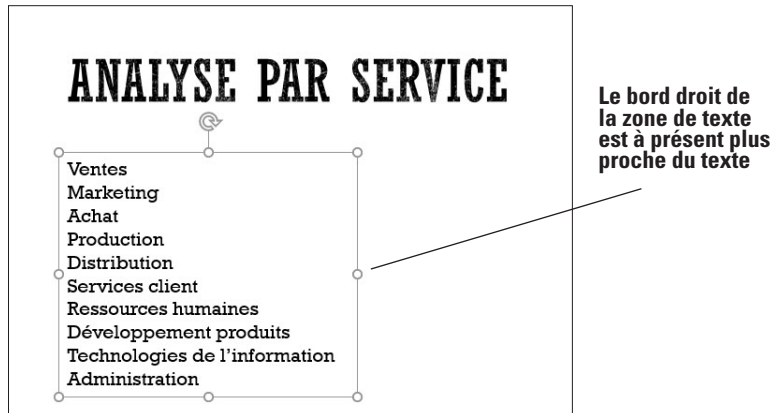 ANALYSE PAR SERVICE
Ventes
Marketing
Achat
Production
Distribution
Services client
Ressources humaines
Développement produits
Technologies de l’information
Administration
Le bord droit de
la zone de texte
est à présent plus
proche du texte